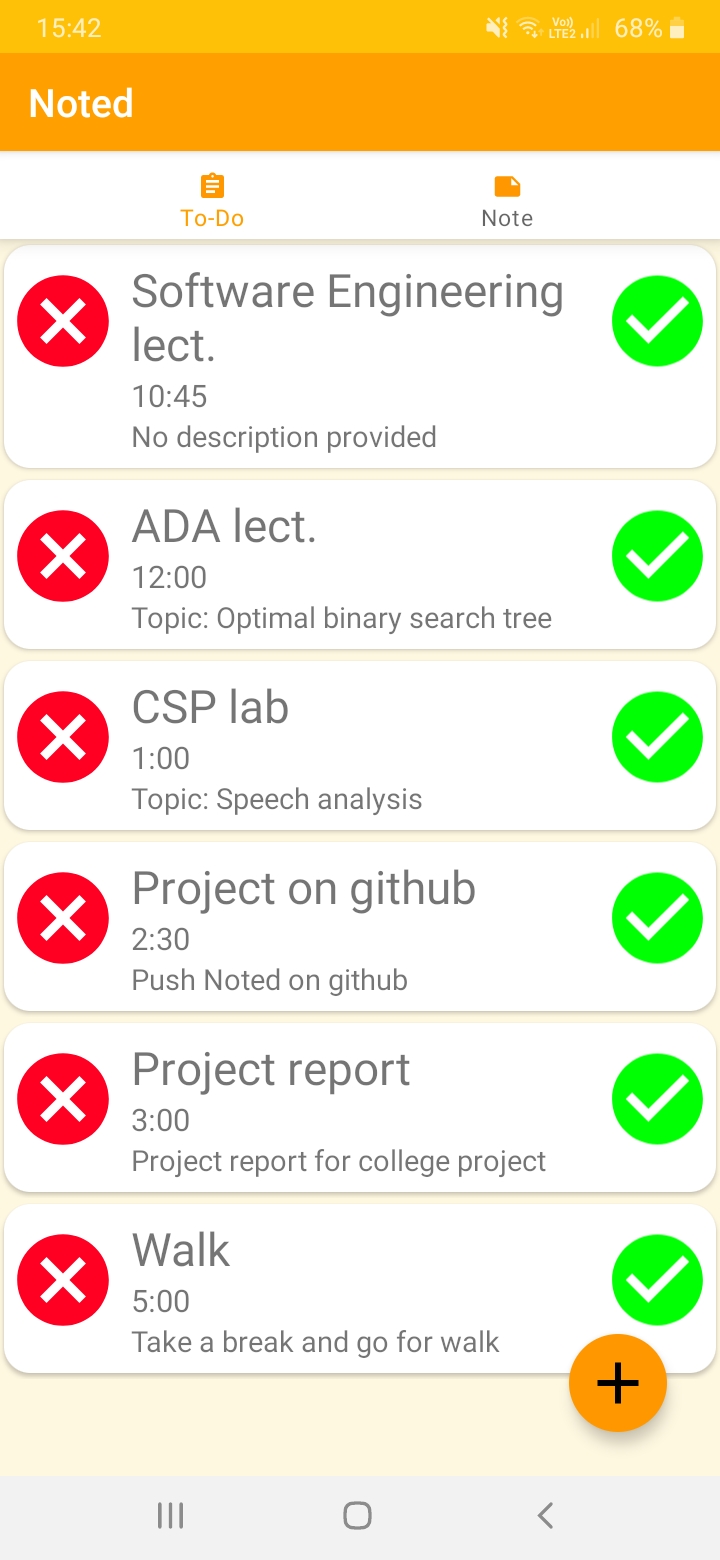 15:42
Vo)) LTE2 68%
Noted
To-Do Note
Software Engineering
lect.
10:45
No description provided
ADA lect.
12:00
Topic: Optimal binary search tree
CSP lab
1:00
Topic: Speech analysis
Project on github
2:30
Push Noted on github
Project report
3:00
Project report for college project
Walk
5:00
Take a break and go for walk